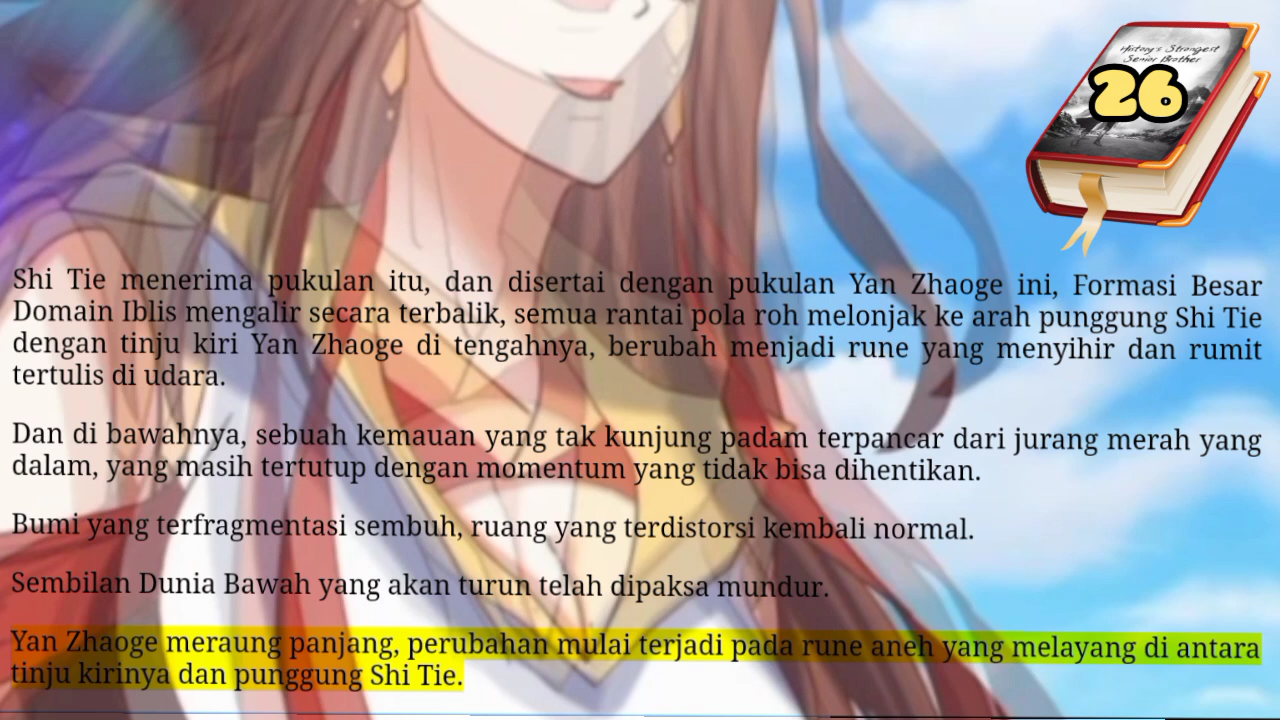 History's Strongest
Senior Brother
26
Shi Tie menerima pukulan itu, dan disertai dengan pukulan Yan Zhaoge ini, Formasi Besar
Domain Iblis mengalir secara terbalik, semua rantai pola roh melonjak ke arah punggung Shi Tie
dengan tinju kiri Yan Zhaoge di tengahnya, berubah menjadi rune yang menyihir dan rumit
tertulis di udara.
Dan di bawahnya, sebuah kemauan yang tak kunjung padam terpancar dari jurang merah yang
dalam, yang masih tertutup dengan momentum yang tidak bisa dihentikan.
Bumi yang terfragmentasi sembuh, ruang yang terdistorsi kembali normal.
Sembilan Dunia Bawah yang akan turun telah dipaksa mundur.
Yan Zhaoge meraung panjang, perubahan mulai terjadi pada rune aneh yang melayang di antara
tinju kirinya dan punggung Shi Tie.